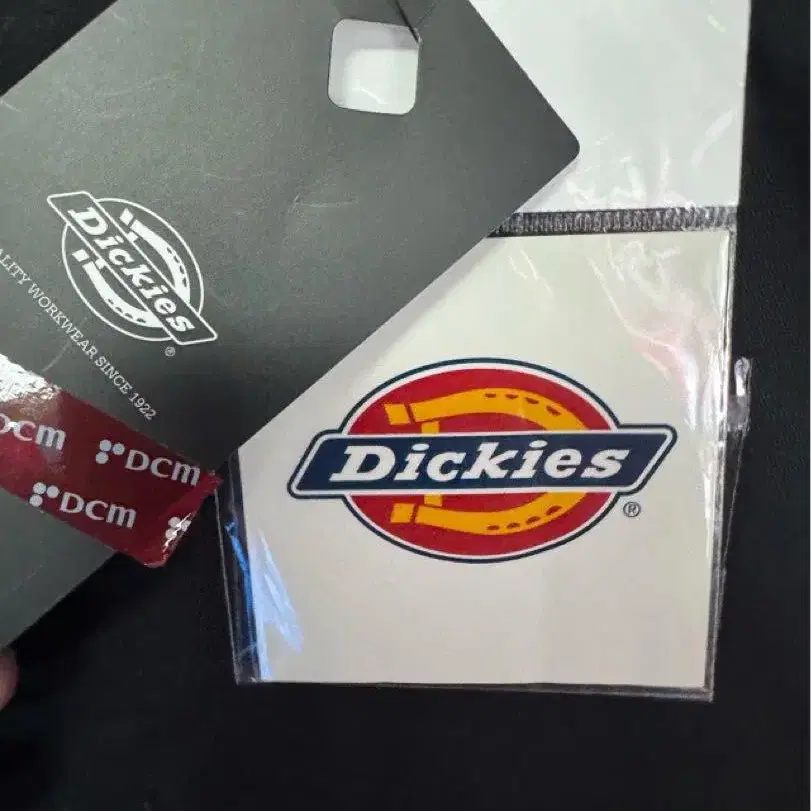 Dickies
®
ALITY WORKWEAR SINCE 1922
DCM
DCM
DCM
Dickies
®